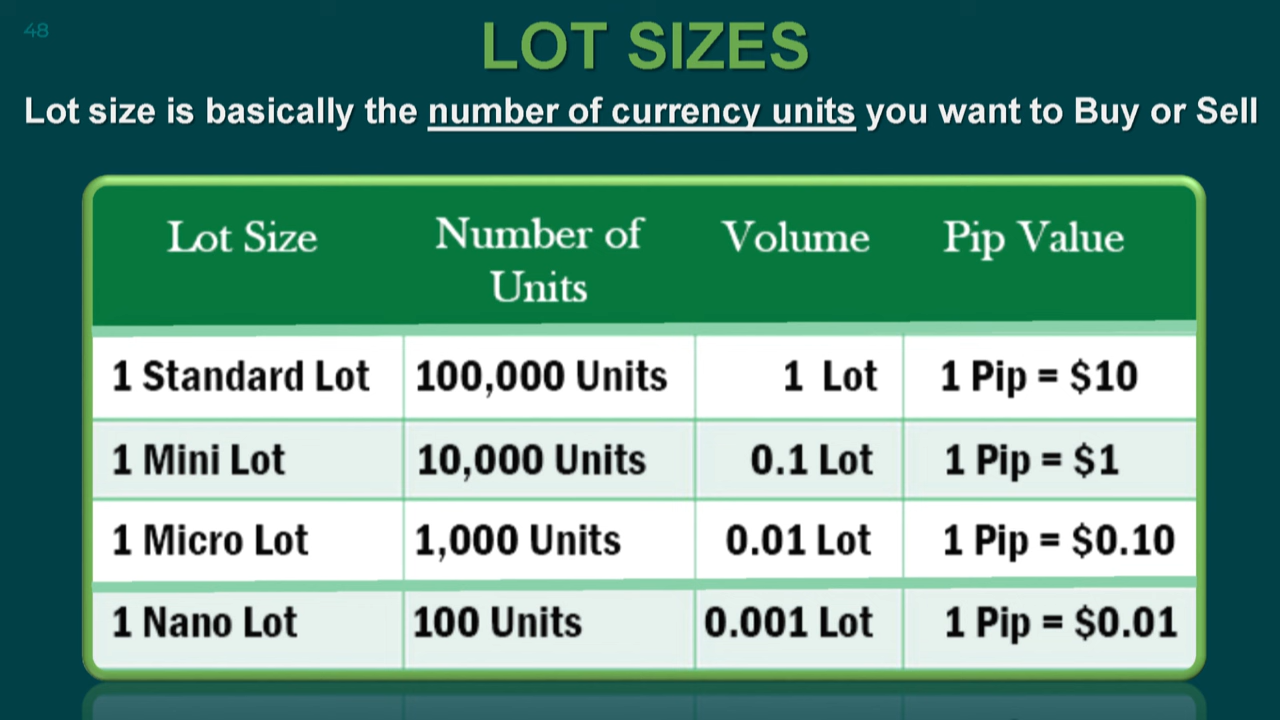 48
LOT SIZES
Lot size is basically the number of currency units you want to Buy or Sell
Lot Size Number of Units Volume Pip Value
1 Standard Lot 100,000 Units 1 Lot 1 Pip = $10
1 Mini Lot 10,000 Units 0.1 Lot 1 Pip = $1
1 Micro Lot 1,000 Units 0.01 Lot 1 Pip = $0.10
1 Nano Lot 100 Units 0.001 Lot 1 Pip = $0.01